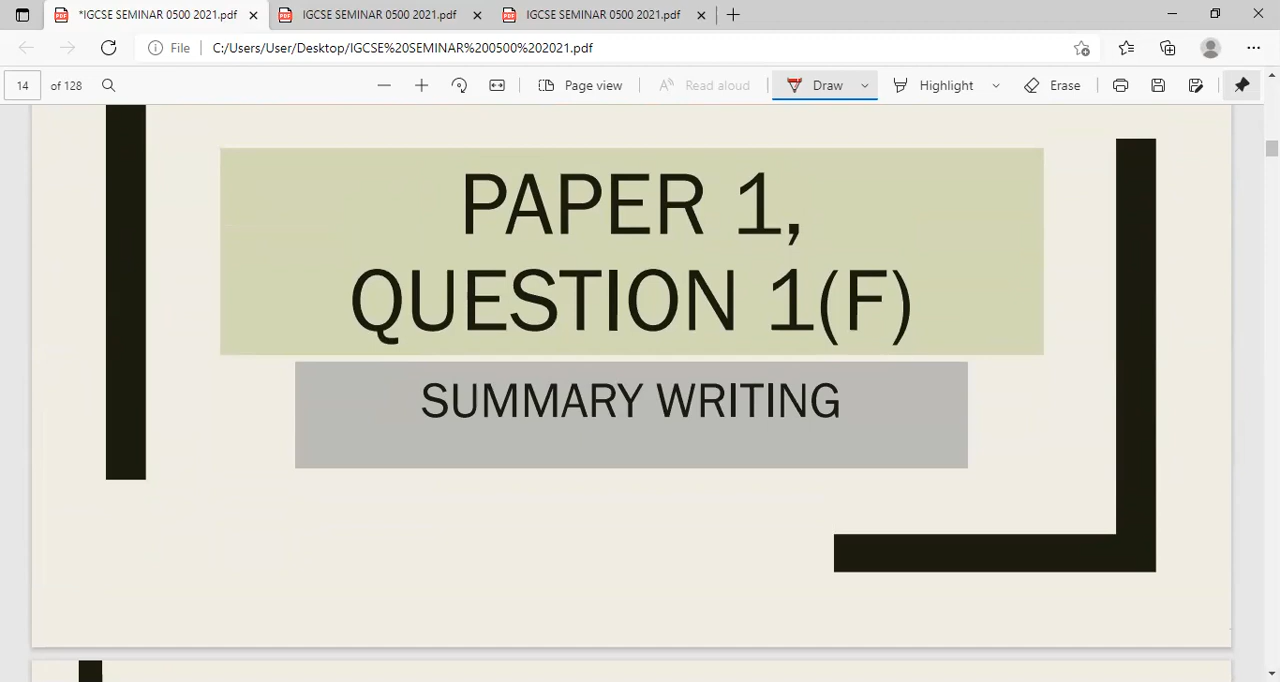 *IGCSE SEMINAR 0500 2021.pdf
IGCSE SEMINAR 0500 2021.pdf
IGCSE SEMINAR 0500 2021.pdf
File C:/Users/User/Desktop/IGCSE%20SEMINAR%200500%202021.pdf
14 of 128 Page view Read aloud Draw Highlight Erase
PAPER 1,
QUESTION 1(F)
SUMMARY WRITING